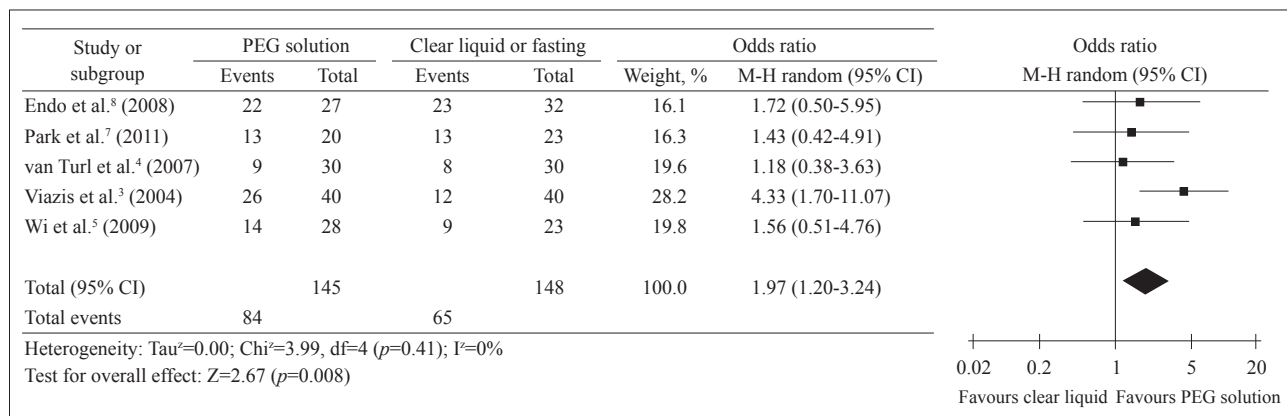 Study or subgroup PEG solution Clear liquid or fasting Odds ratio Odds ratio
Events Total Events Total Weight, % M-H random (95% CI) M-H random (95% CI)
Endo et al.⁸ (2008) 22 27 23 32 16.1 1.72 (0.50-5.95)
Park et al.⁷ (2011) 13 20 13 23 16.3 1.43 (0.42-4.91)
van Turl et al.⁴ (2007) 9 30 8 30 19.6 1.18 (0.38-3.63)
Viazis et al.³ (2004) 26 40 12 40 28.2 4.33 (1.70-11.07)
Wi et al.⁵ (2009) 14 28 9 23 19.8 1.56 (0.51-4.76)
Total (95% CI) 145 148 100.0 1.97 (1.20-3.24)
Total events 84 65
Heterogeneity: Tauᶻ=0.00; Chiᶻ=3.99, df=4 (p=0.41); Iᶻ=0%
Test for overall effect: Z=2.67 (p=0.008)
0.02 0.2 1 5 20
Favours clear liquid Favours PEG solution